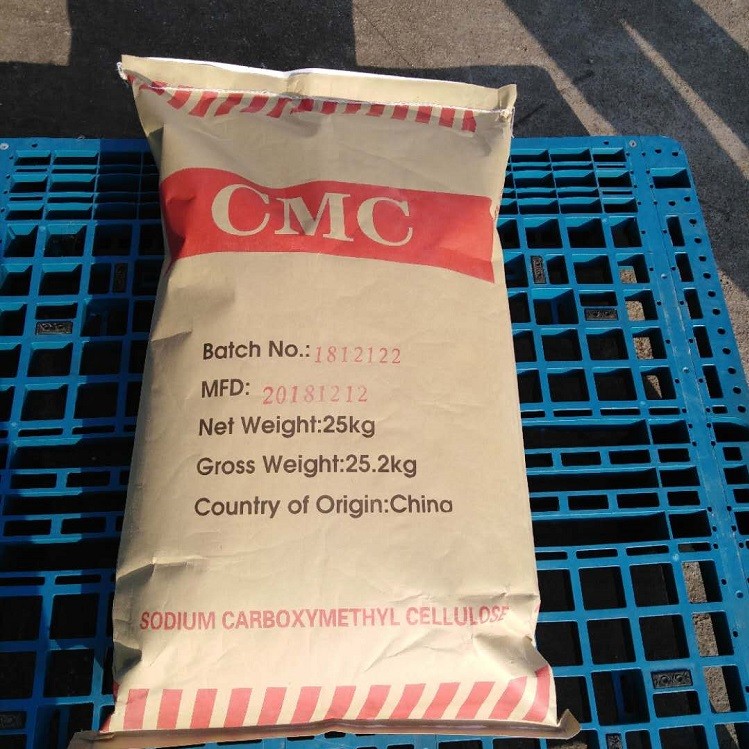 CMC
Batch No.:1812122
MFD: 20181212
Net Weight:25kg
Gross Weight:25.2kg
Country of Origin:China
SODIUM CARBOXYMETHYL CELLULOSE